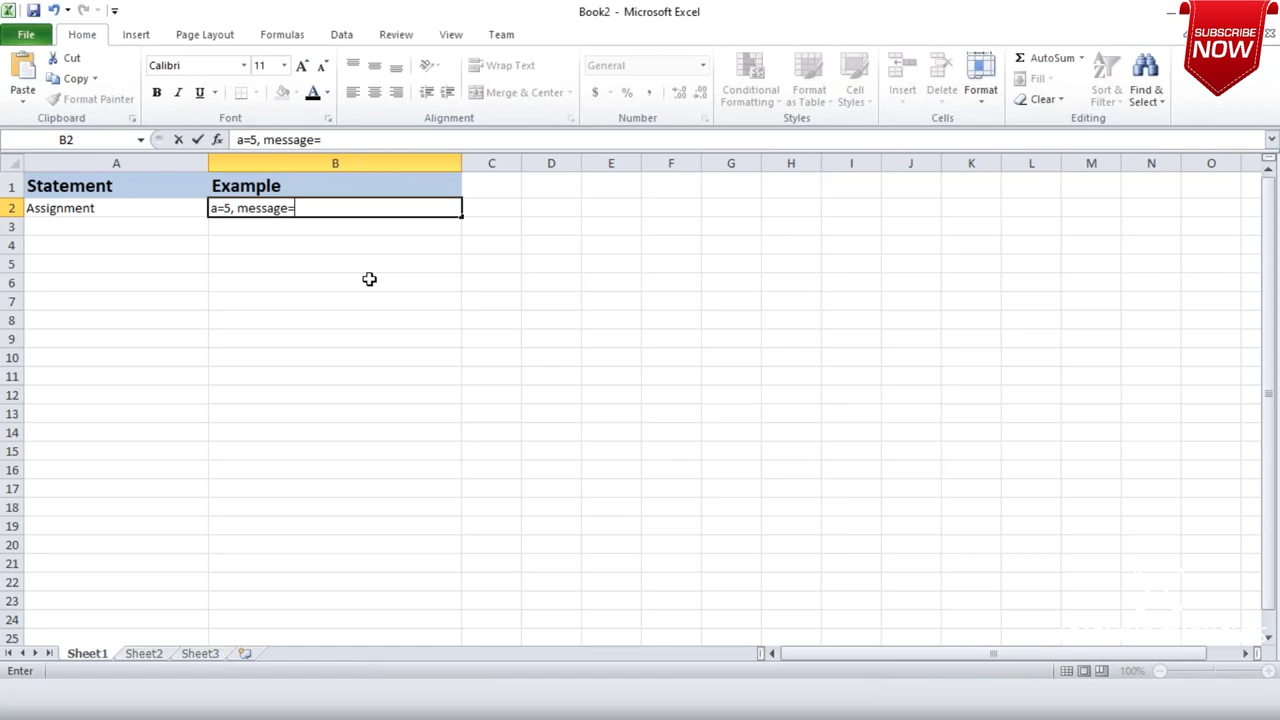 Book2 - Microsoft Excel
SUBSCRIBE
NOW
File Home Insert Page Layout Formulas Data Review View Team
Paste
Cut
Copy
Format Painter
Clipboard
Calibri 11
B I U
Font
Wrap Text
Merge & Center
Alignment
General
$ % ,
Number
Conditional
Formatting
Format
as Table
Cell
Styles
Styles
Insert
Delete
Format
Cells
AutoSum
Fill
Clear
Sort &
Filter
Find &
Select
Editing
B2 fx a=5, message=
A B C D E F G H I J K L M N O
1 Statement Example
2 Assignment a=5, message=
3
4
5
6
7
8
9
10
11
12
13
14
15
16
17
18
19
20
21
22
23
24
25
Sheet1 Sheet2 Sheet3
Enter 100%